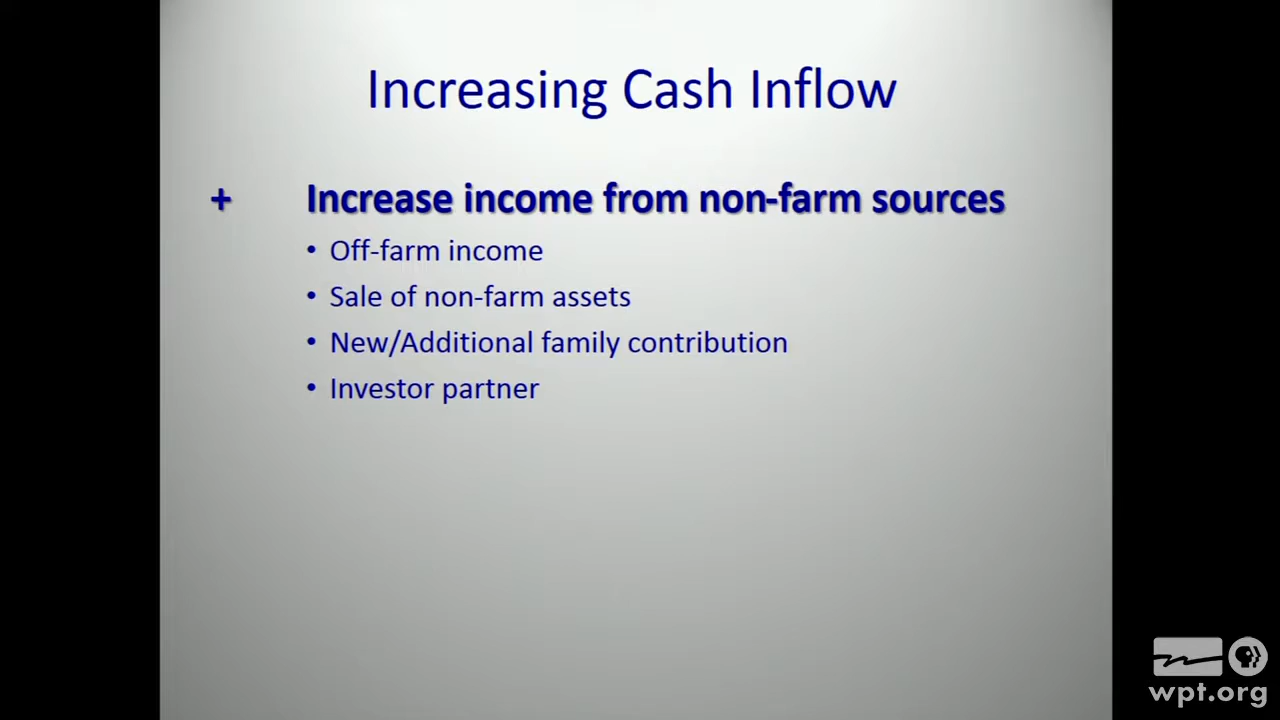 Increasing Cash Inflow
+ Increase income from non-farm sources
• Off-farm income
• Sale of non-farm assets
• New/Additional family contribution
• Investor partner
wpt.org